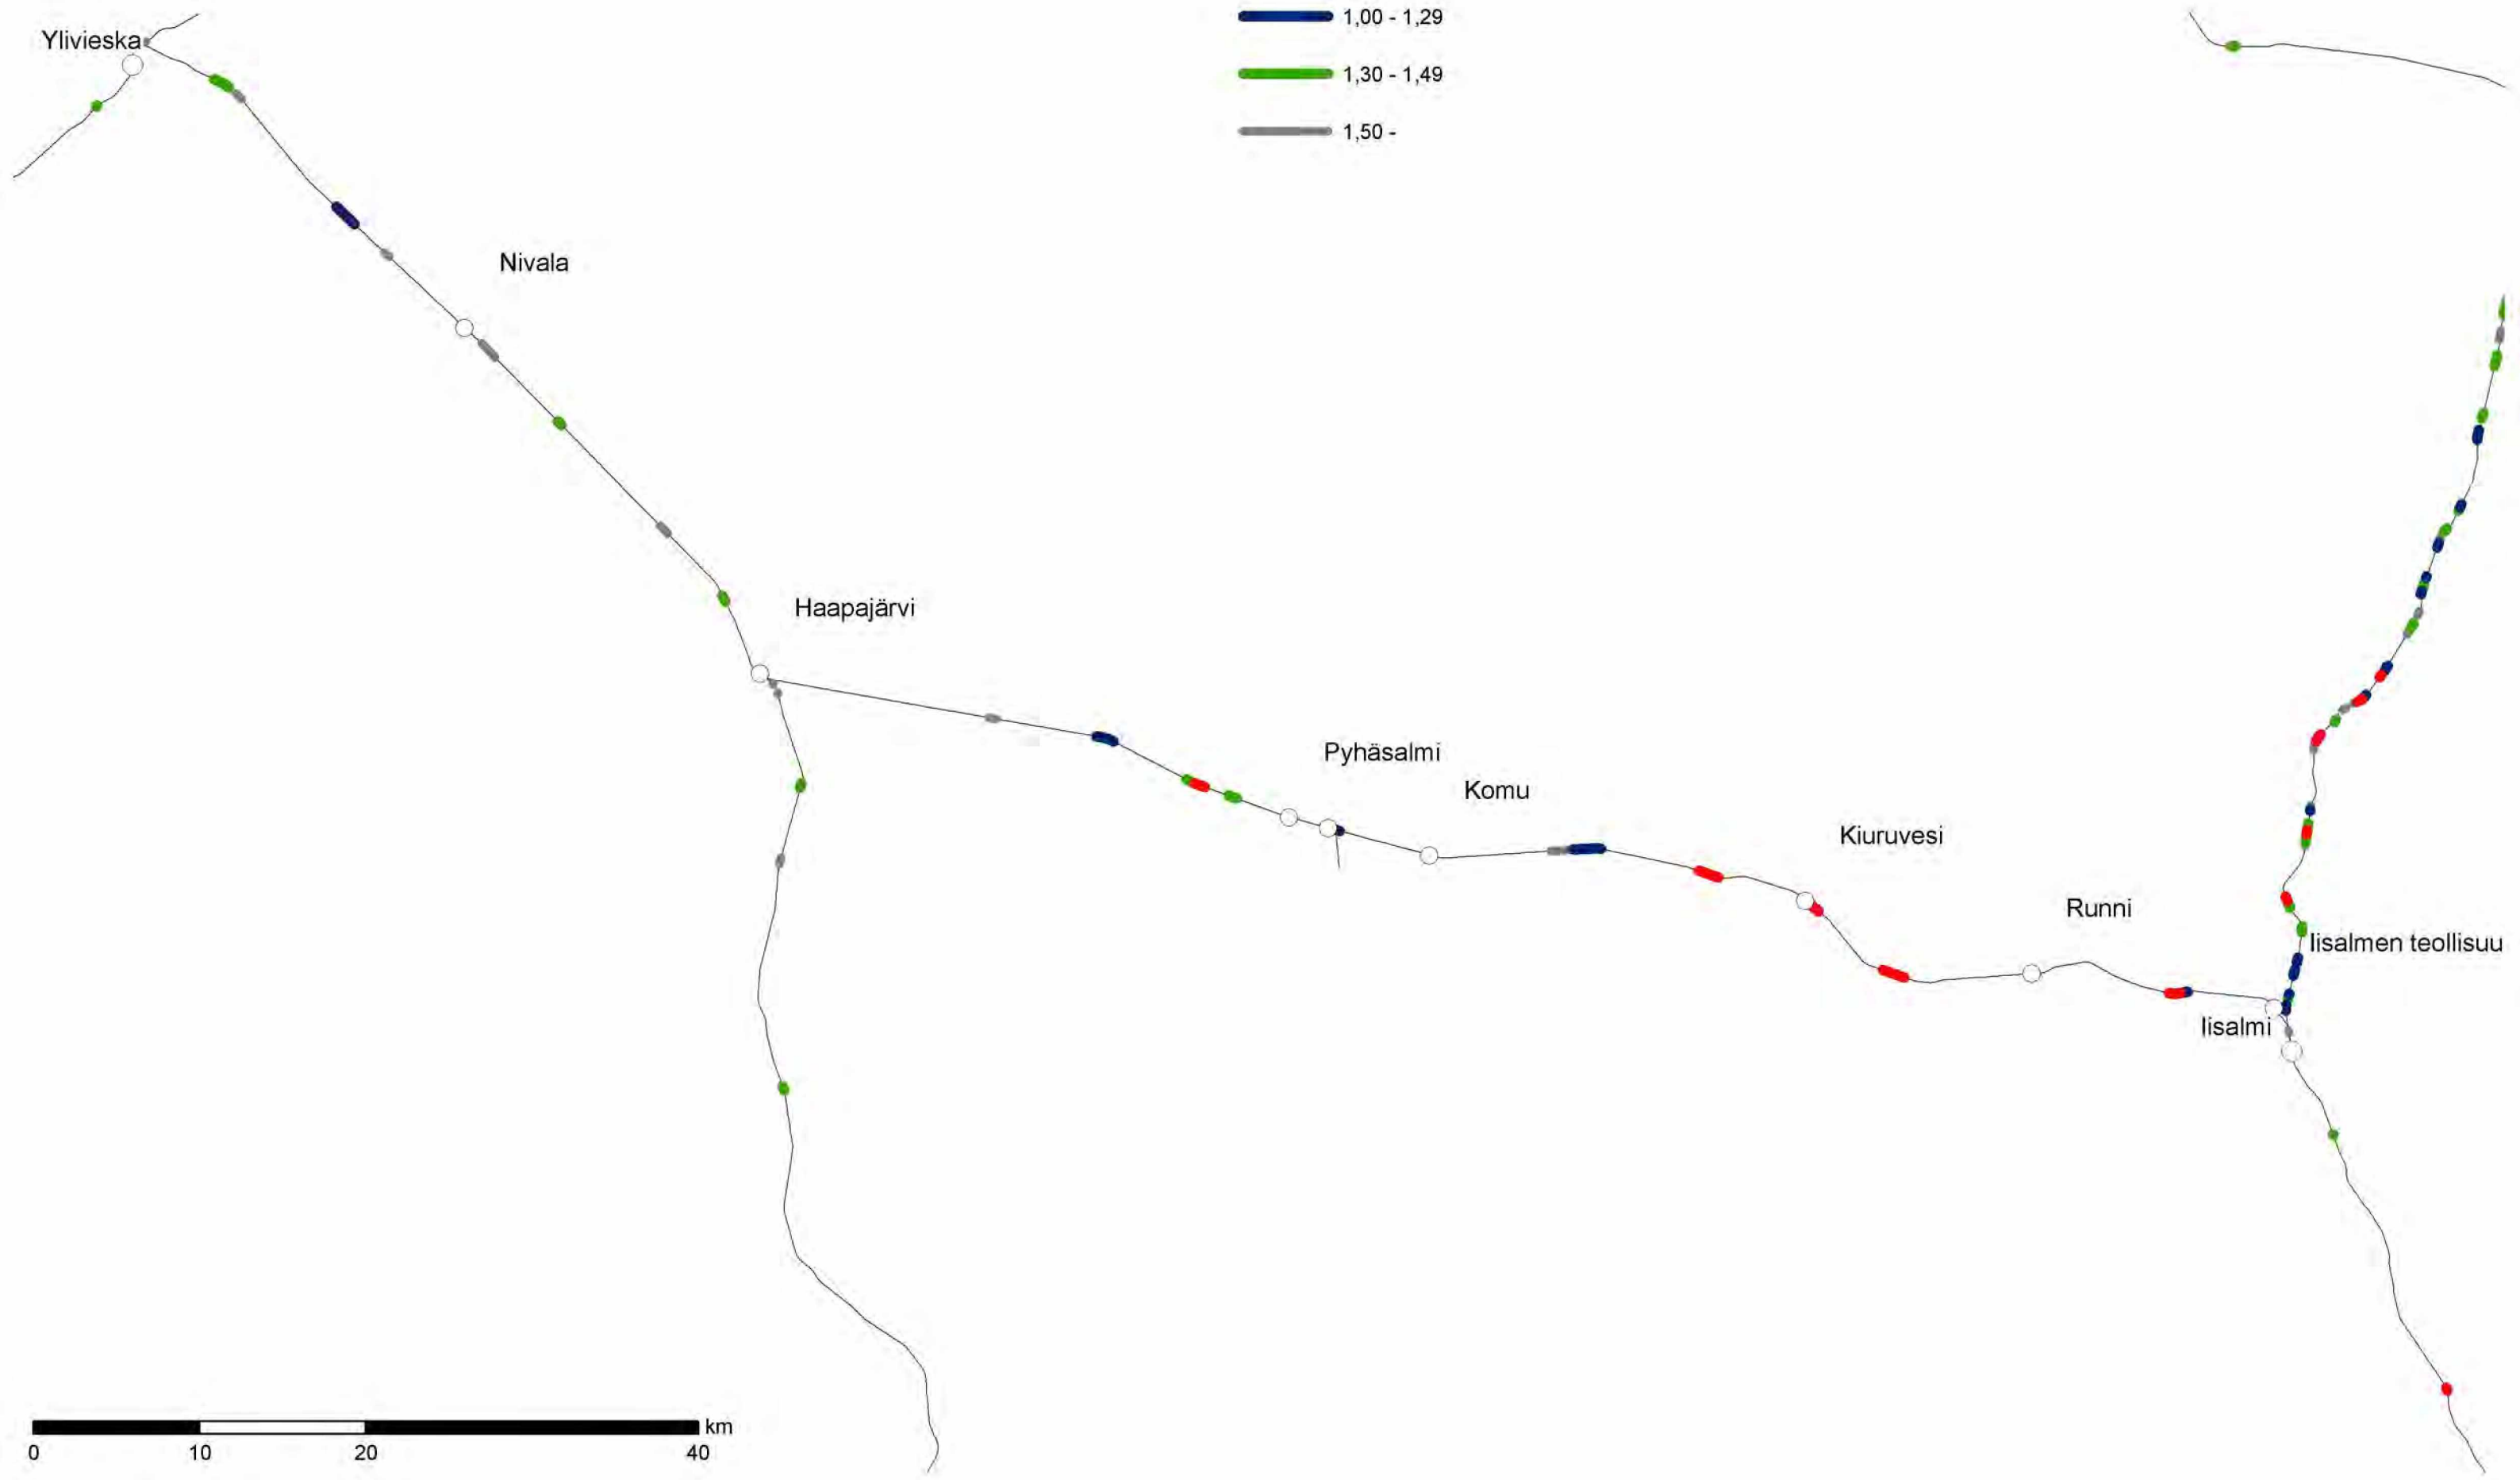 1,00 - 1,29
Ylivieska
1,30 - 1,49
1,50 -
Nivala
Haapajärvi
Pyhäsalmi
Komu
Kiuruvesi
Runni
Iisalmen teollisuu
Iisalmi
km
0 10 20 40